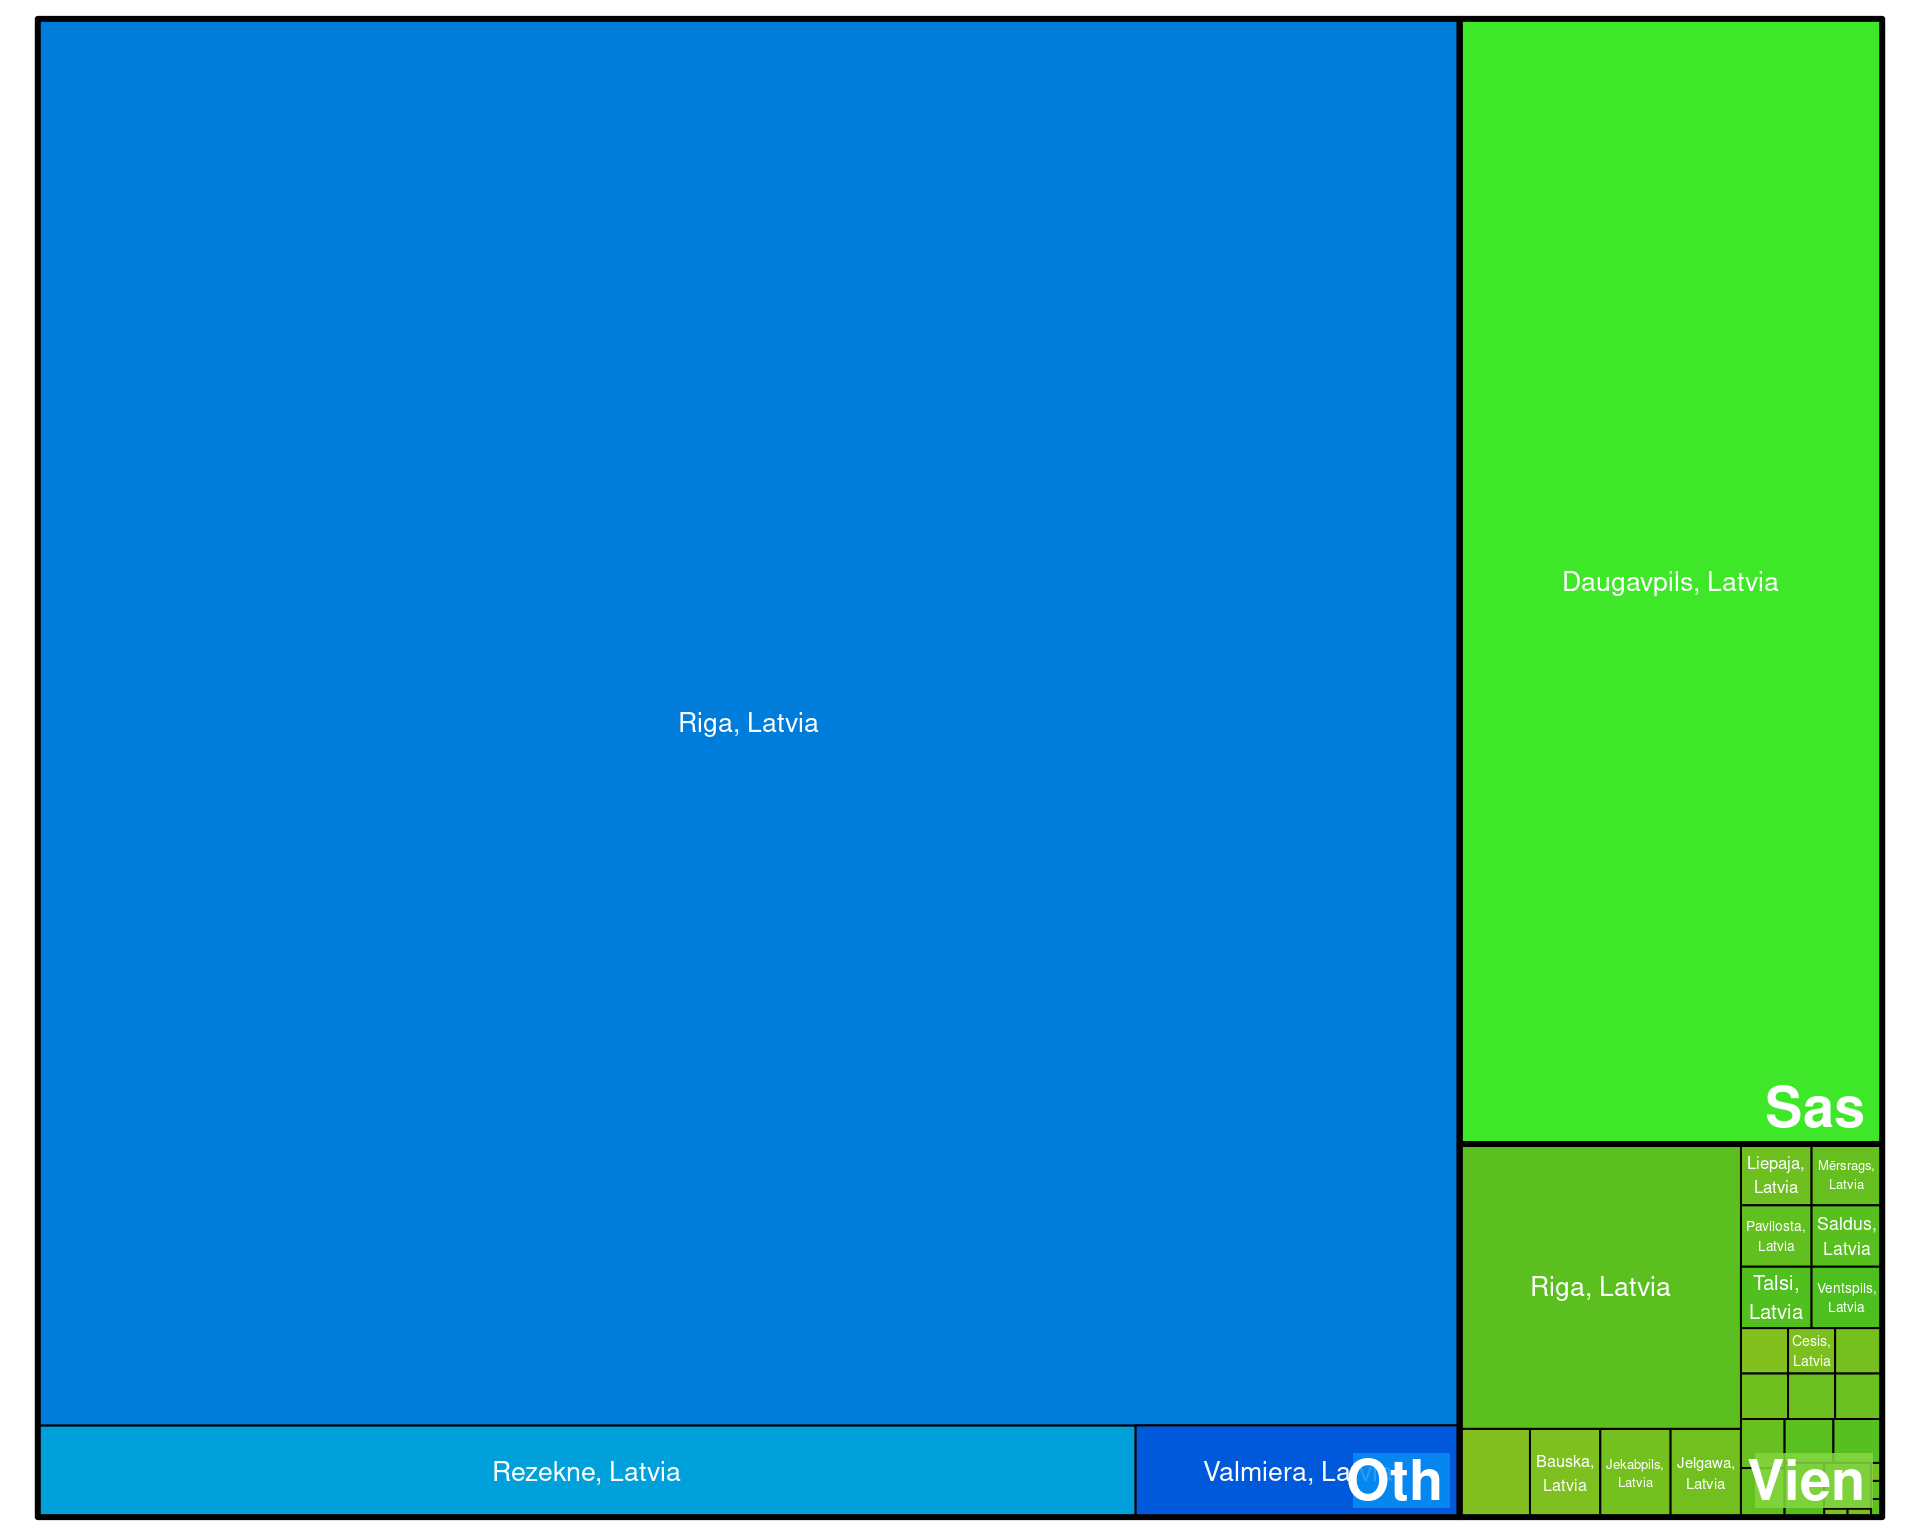 Riga, Latvia
Rezekne, Latvia
Valmiera, La
Oth
Daugavpils, Latvia
Sas
Riga, Latvia
Liepaja,
Latvia
Mērsrags,
Latvia
Pavilosta,
Latvia
Saldus,
Latvia
Talsi,
Latvia
Ventspils,
Latvia
Cesis,
Latvia
Bauska,
Latvia
Jekabpils,
Latvia
Jelgawa,
Latvia
Vien